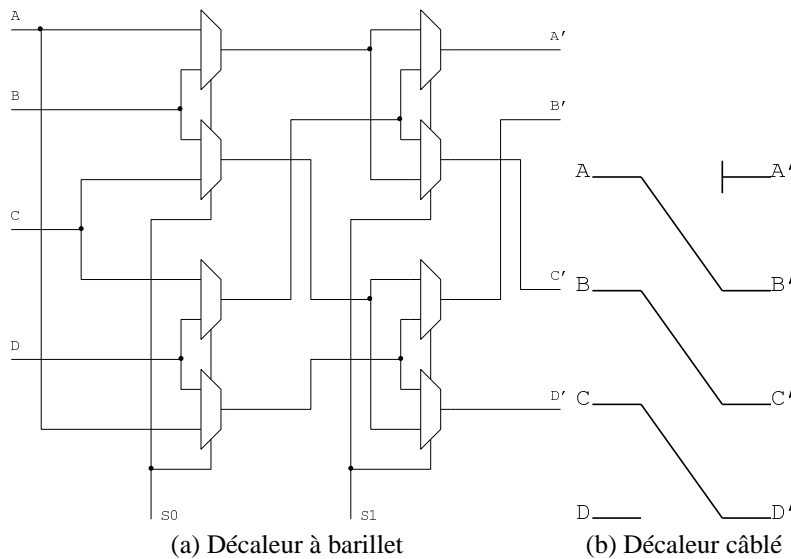 A
B
C
D
S0
S1
A'
B'
C'
D'
(a) Décaleur à barillet
A A'
B B'
C C'
D D'
(b) Décaleur câblé